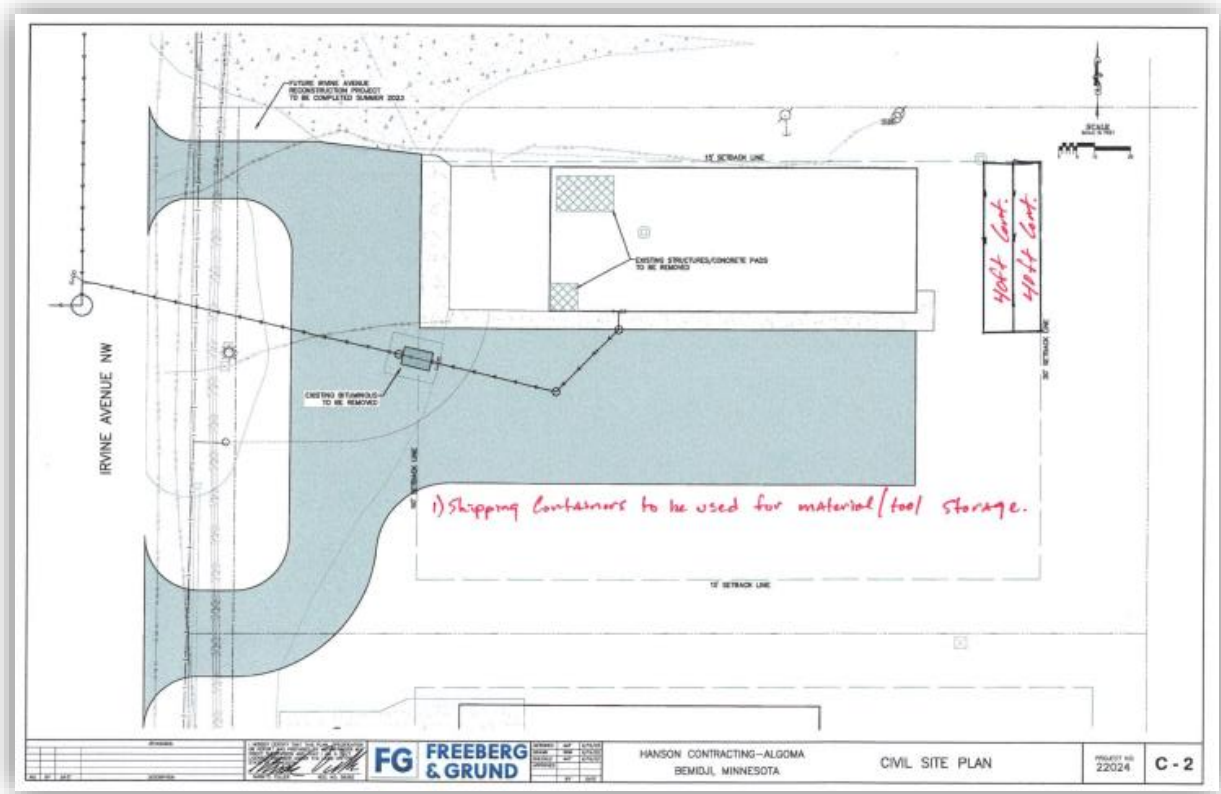 FUTURE IRVINE AVENUE
RECONSTRUCTION PROJECT
TO BE COMPLETED SUMMER 2023
SCALE
15' SETBACK LINE
EXISTING STRUCTURES/CONCRETE PADS
TO BE REMOVED
40ft Cont.
40ft Cont.
30' SETBACK LINE
IRVINE AVENUE NW
EXISTING BITUMINOUS
TO BE REMOVED
SETBACK LINE
1) Shipping Containers to be used for material/tool storage.
15' SETBACK LINE
FG FREEBERG
& GRUND
HANSON CONTRACTING-ALGOMA
BEMIDJI, MINNESOTA
CIVIL SITE PLAN
PROJECT NO.
22024
C - 2